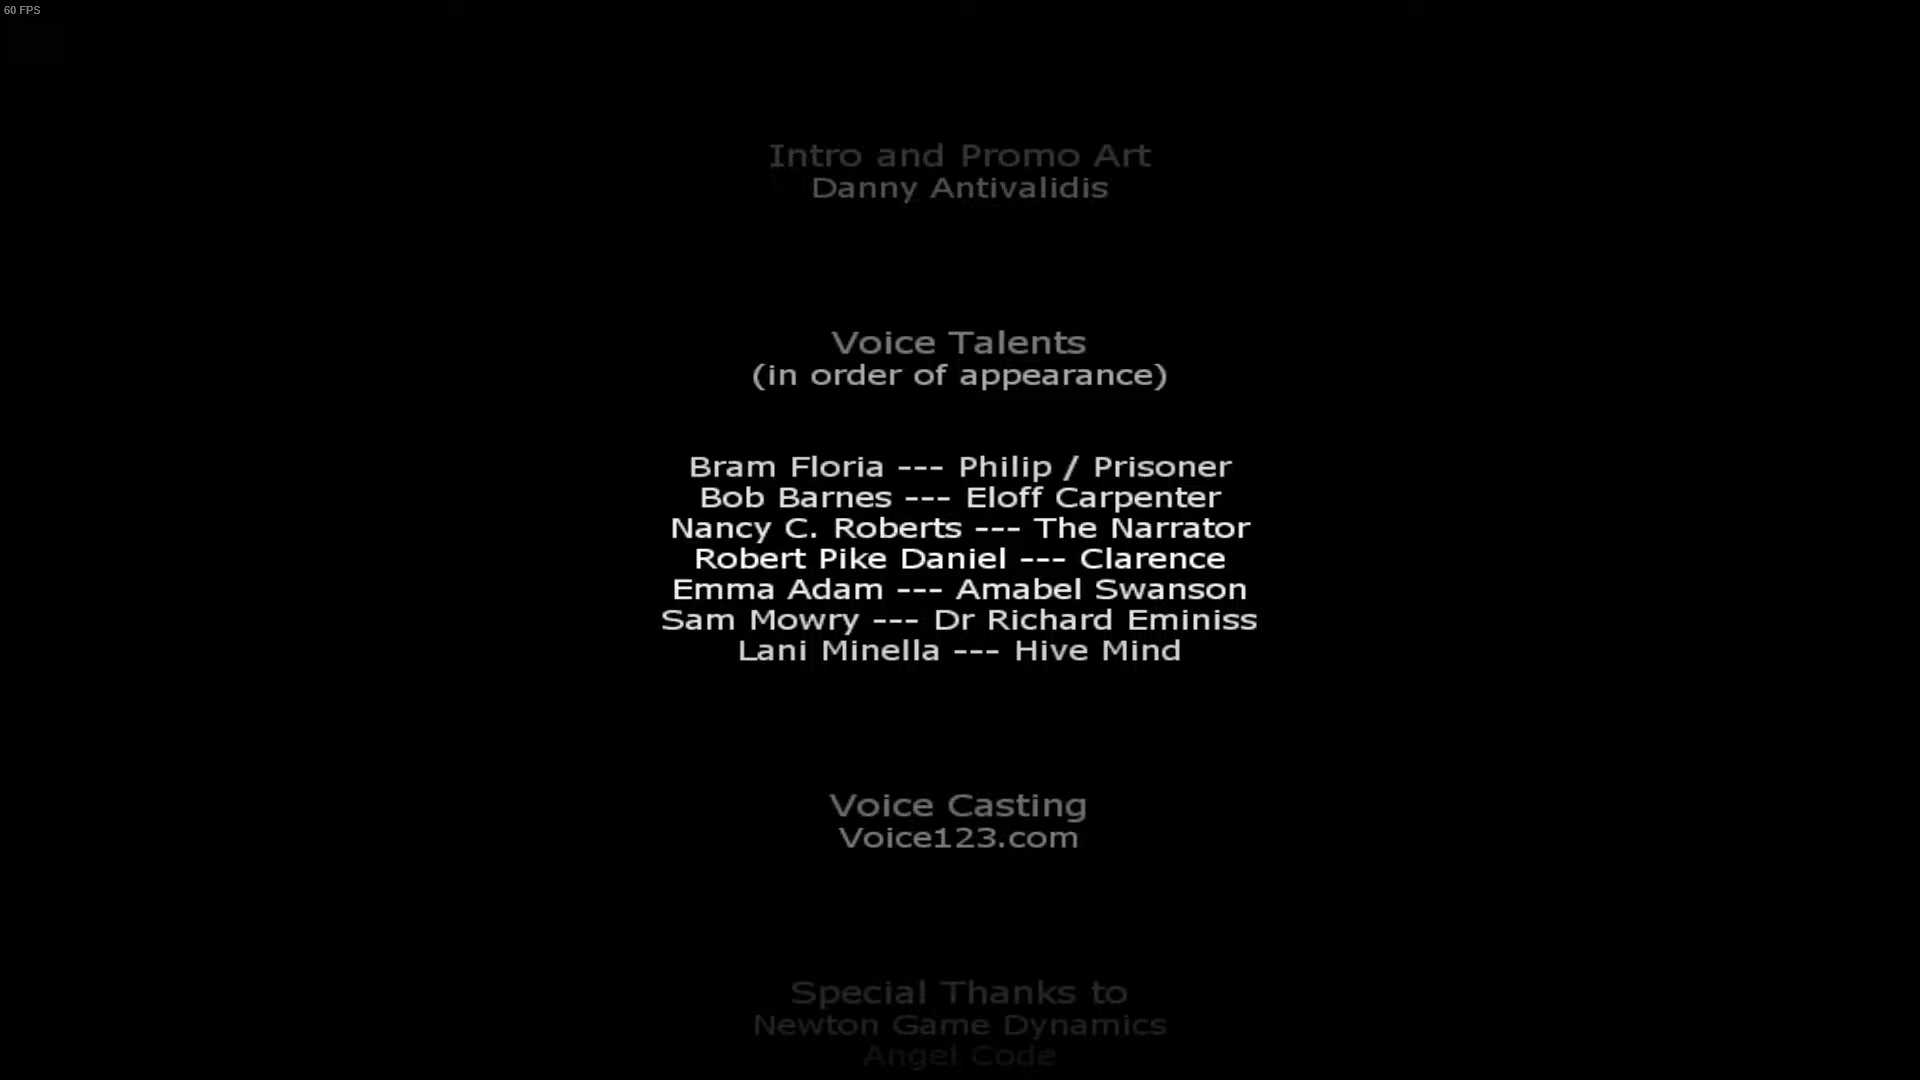 60 FPS
Intro and Promo Art
Danny Antivalidis
Voice Talents
(in order of appearance)
Bram Floria --- Philip / Prisoner
Bob Barnes --- Eloff Carpenter
Nancy C. Roberts --- The Narrator
Robert Pike Daniel --- Clarence
Emma Adam --- Amabel Swanson
Sam Mowry --- Dr Richard Eminiss
Lani Minella --- Hive Mind
Voice Casting
Voice123.com
Special Thanks to
Newton Game Dynamics
Angel Code